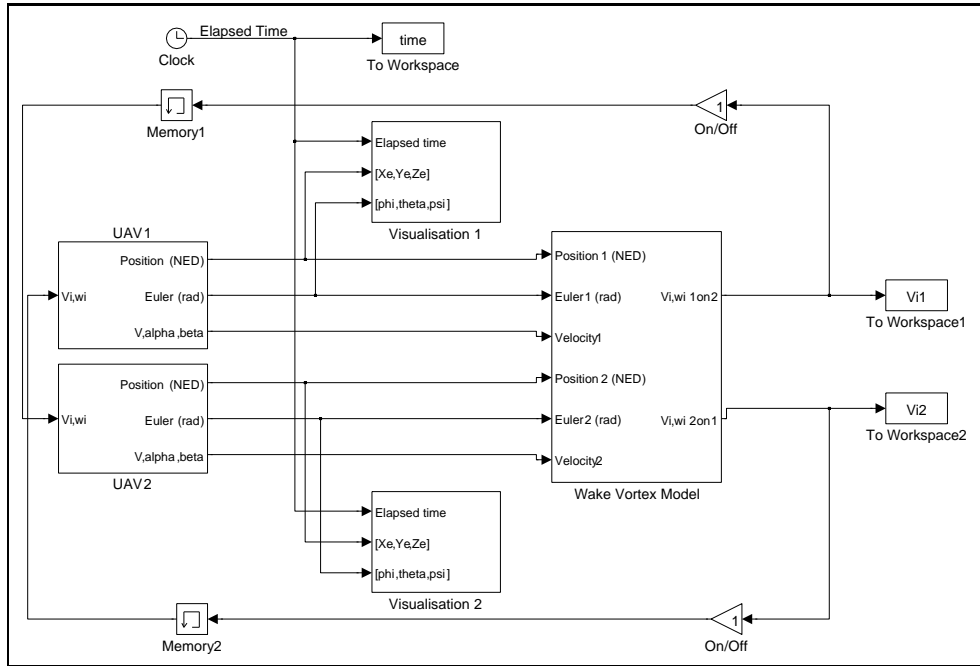 Elapsed Time
time
Clock
To Workspace
1
Memory1
On/Off
Elapsed time
[Xe,Ye,Ze]
[phi,theta,psi]
Visualisation 1
UAV1
Vi,wi
Position (NED)
Euler (rad)
V,alpha,beta
UAV2
Vi,wi
Position (NED)
Euler (rad)
V,alpha,beta
Position 1 (NED)
Euler1 (rad)
Velocity1
Position 2 (NED)
Euler2 (rad)
Velocity2
Vi,wi 1on2
Vi,wi 2on1
Wake Vortex Model
Vi1
To Workspace1
Vi2
To Workspace2
Elapsed time
[Xe,Ye,Ze]
[phi,theta,psi]
Visualisation 2
1
Memory2
On/Off